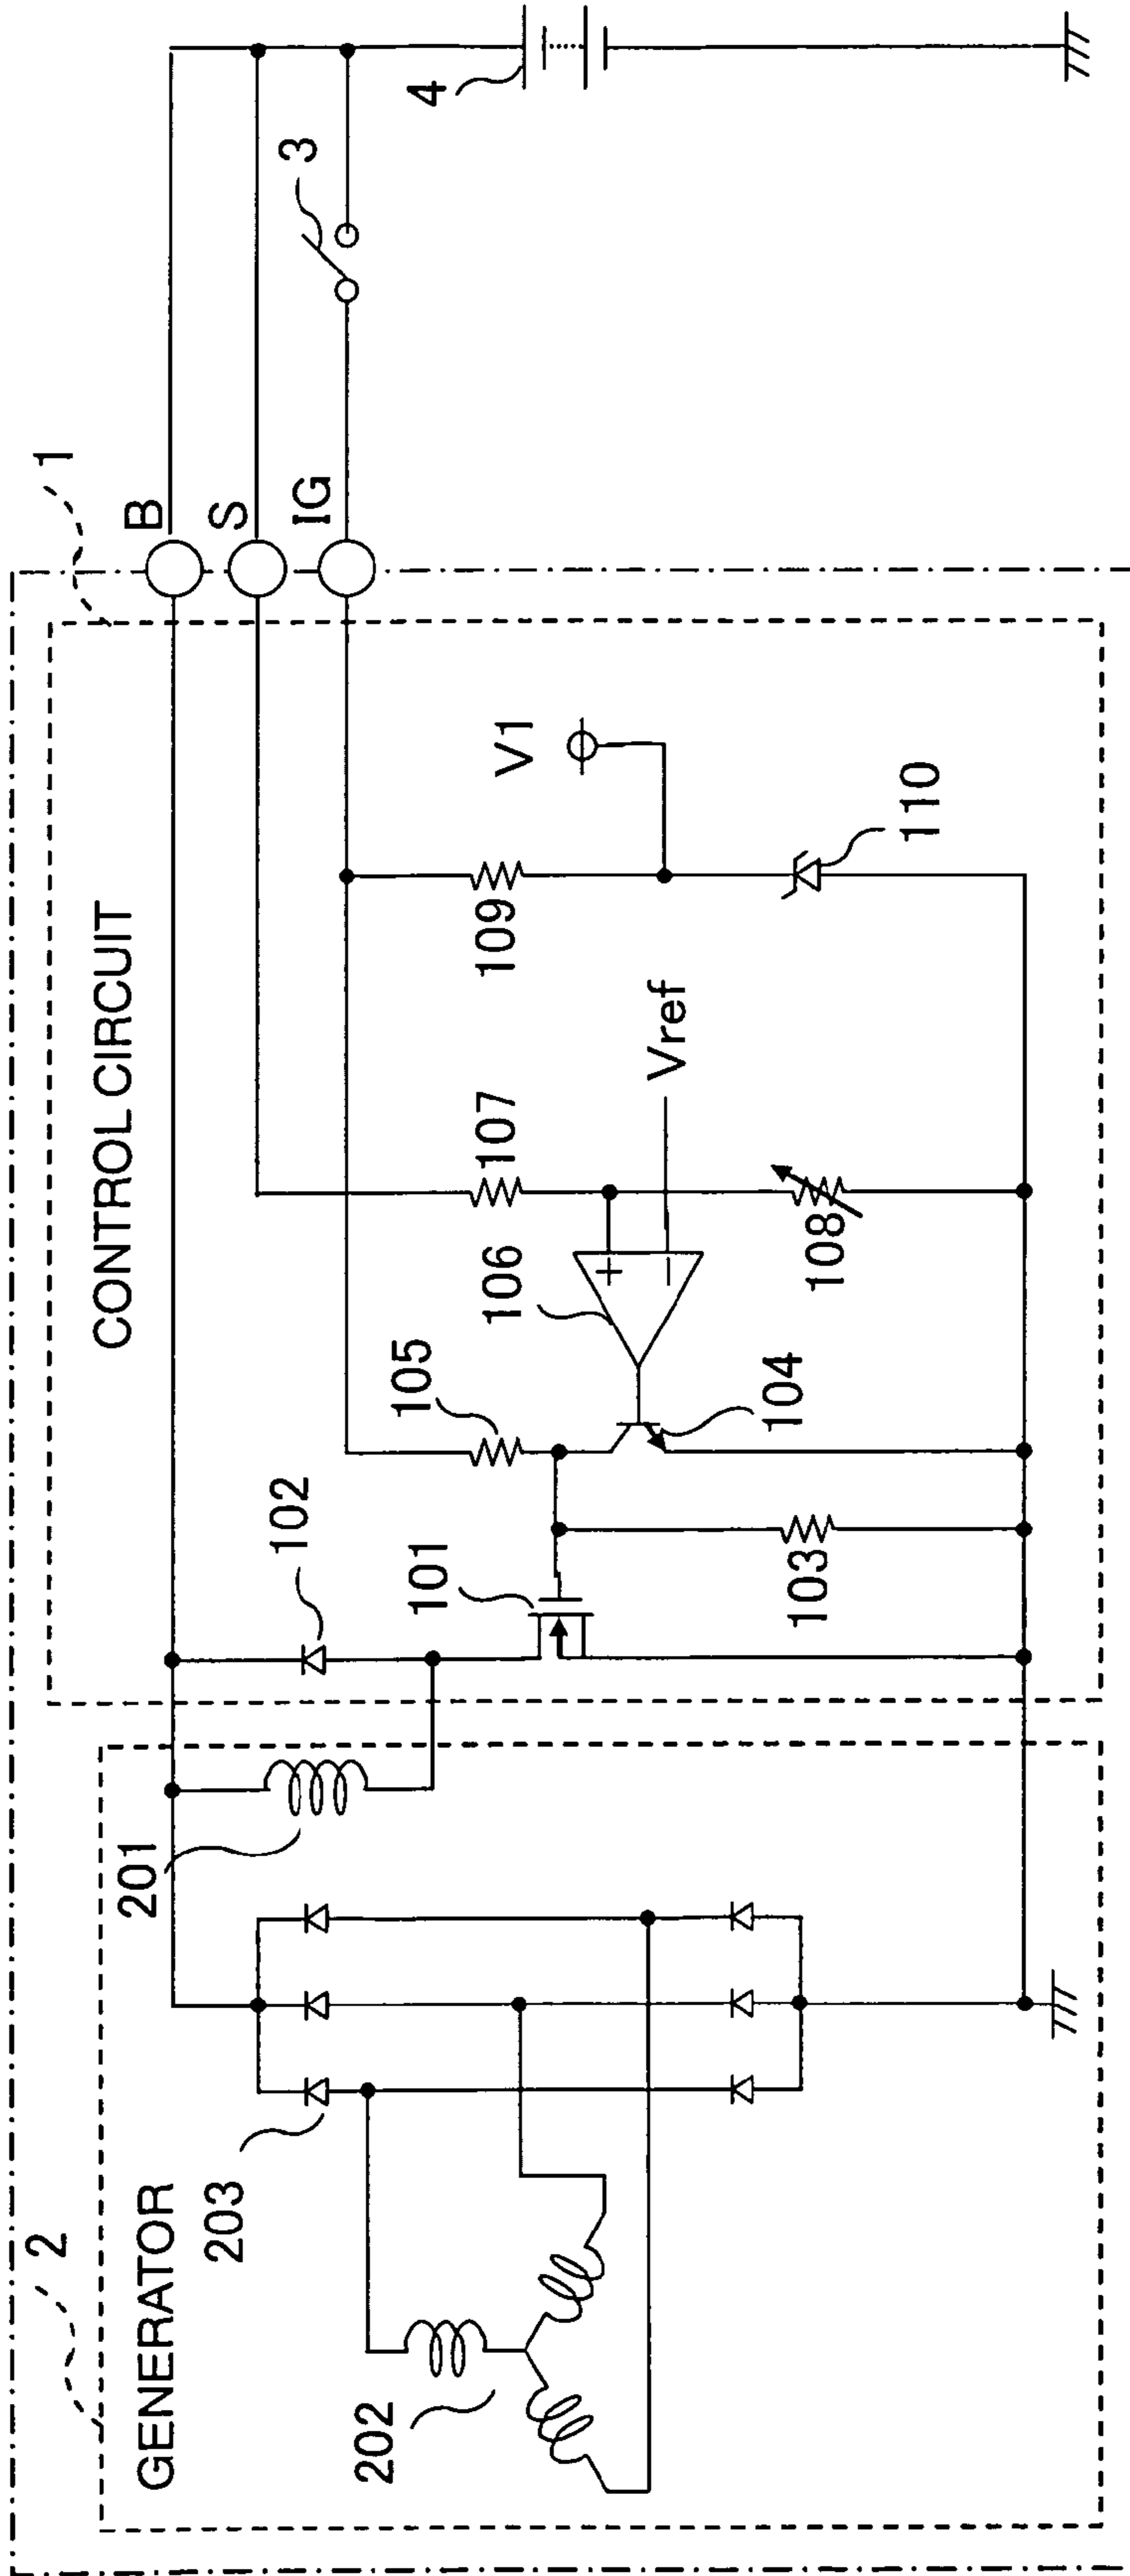 1
B
S
IG
3
4
CONTROL CIRCUIT
102
101
105
106
107
109
V1
Vref
104
103
108
110
2
GENERATOR
201
203
202
+
−